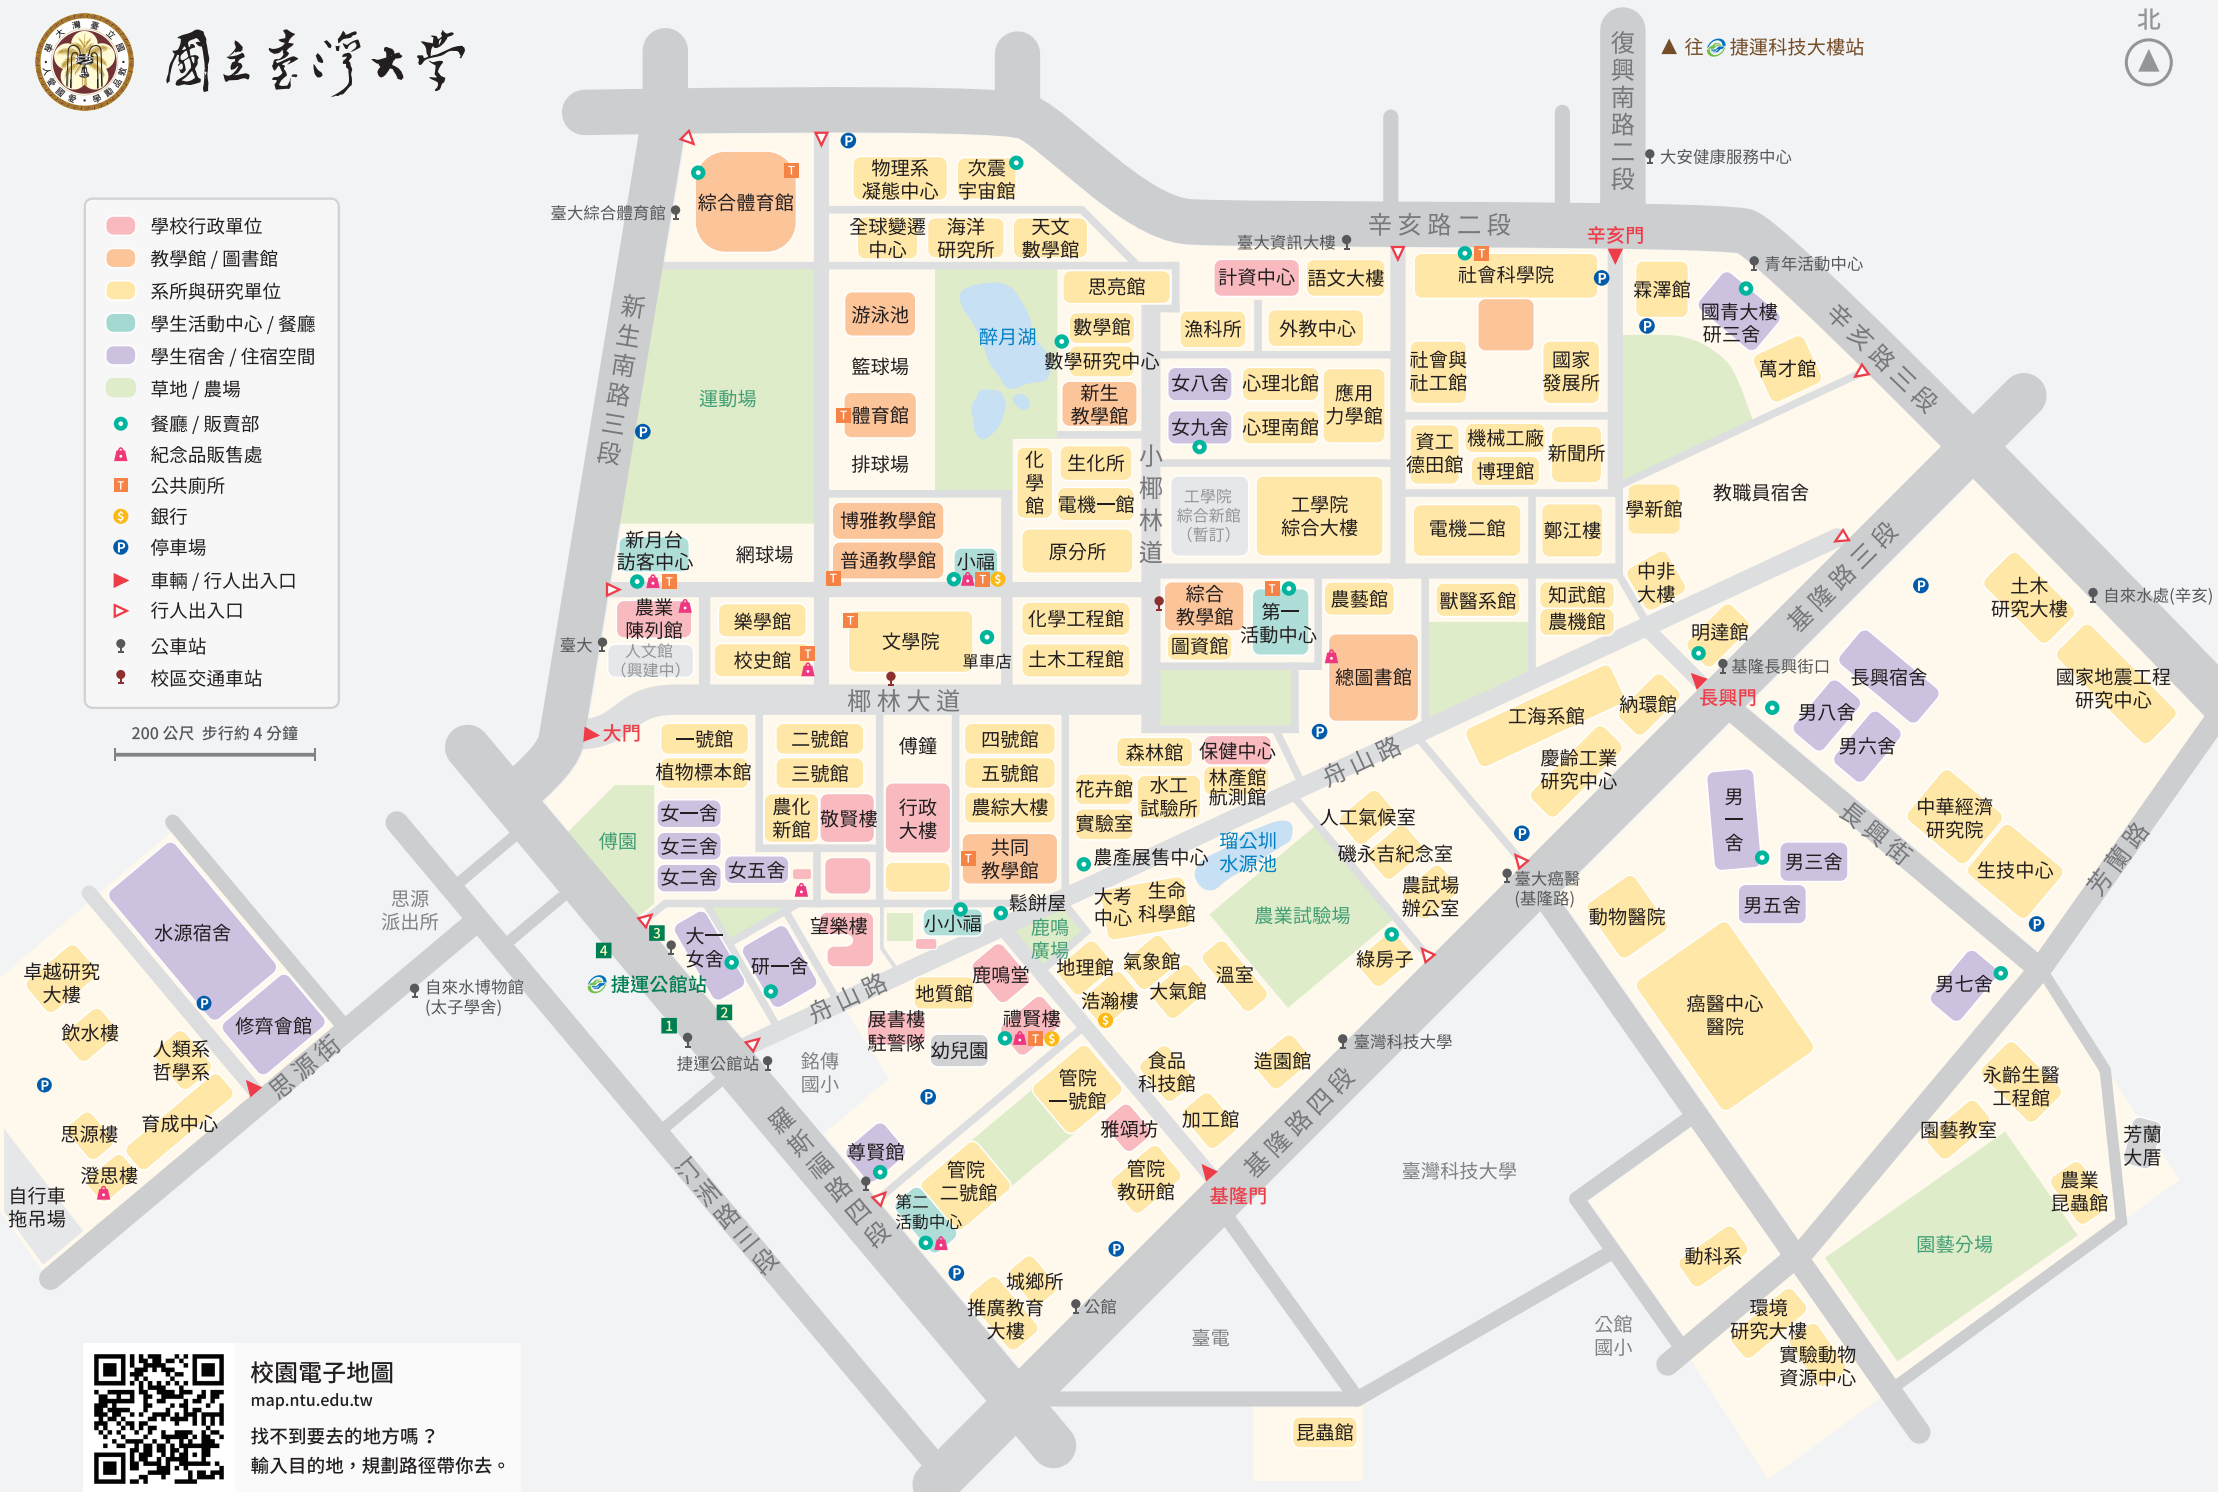 國立臺灣大學
北
往 捷運科技大樓站
學校行政單位
教學館 / 圖書館
系所與研究單位
學生活動中心 / 餐廳
學生宿舍 / 住宿空間
草地 / 農場
餐廳 / 販賣部
紀念品販售處
T 公共廁所
$ 銀行
P 停車場
車輛 / 行人出入口
行人出入口
公車站
校區交通車站
200 公尺 步行約 4 分鐘
復興南路二段
大安健康服務中心
辛亥路二段
辛亥門
臺大資訊大樓
青年活動中心
辛亥路三段
新生南路三段
臺大綜合體育館
綜合體育館
物理系
凝態中心
次震
宇宙館
全球變遷
中心
海洋
研究所
天文
數學館
運動場
游泳池
籃球場
體育館
排球場
醉月湖
思亮館
數學館
數學研究中心
新生
教學館
化學館
生化所
電機一館
原分所
博雅教學館
普通教學館
小福
網球場
新月台
訪客中心
農業
陳列館
人文館
(興建中)
臺大
樂學館
校史館
文學院
單車店
化學工程館
土木工程館
小椰林道
椰林大道
大門
計資中心
語文大樓
漁科所
外教中心
女八舍
女九舍
心理北館
心理南館
應用
力學館
工學院
綜合新館
(暫訂)
工學院
綜合大樓
社會科學院
社會與
社工館
國家
發展所
資工
德田館
機械工廠
博理館
新聞所
電機二館
鄭江樓
霖澤館
國青大樓
研三舍
萬才館
學新館
教職員宿舍
中非
大樓
綜合
教學館
圖資館
第一
活動中心
農藝館
總圖書館
獸醫系館
知武館
農機館
明達館
基隆長興街口
長興門
基隆路三段
工海系館
納環館
慶齡工業
研究中心
土木
研究大樓
自來水處(辛亥)
國家地震工程
研究中心
長興宿舍
男八舍
男六舍
男一舍
男三舍
男五舍
長興街
中華經濟
研究院
生技中心
芳蘭路
動物醫院
癌醫中心
醫院
男七舍
臺大癌醫
(基隆路)
永齡生醫
工程館
園藝教室
芳蘭
大厝
農業
昆蟲館
園藝分場
動科系
環境
研究大樓
實驗動物
資源中心
公館
國小
臺灣科技大學
臺灣科技大學
臺電
昆蟲館
基隆路四段
基隆門
一號館
植物標本館
二號館
三號館
農化
新館
敬賢樓
傅鐘
行政
大樓
四號館
五號館
農綜大樓
共同
教學館
傅園
女一舍
女三舍
女二舍
女五舍
森林館
保健中心
花卉館
水工
試驗所
林產館
航測館
實驗室
農產展售中心
舟山路
瑠公圳
水源池
人工氣候室
磯永吉紀念室
農試場
辦公室
農業試驗場
綠房子
大考
中心
生命
科學館
鬆餅屋
鹿鳴
廣場
小小福
望樂樓
大一
女舍
研一舍
舟山路
鹿鳴堂
地質館
禮賢樓
展書樓
駐警隊
幼兒園
地理館
氣象館
浩瀚樓
大氣館
溫室
食品
科技館
造園館
加工館
管院
一號館
雅頌坊
管院
教研館
尊賢館
管院
二號館
第二
活動中心
城鄉所
推廣教育
大樓
公館
銘傳
國小
4
3
2
1
捷運公館站
捷運公館站
羅斯福路四段
汀洲路三段
思源
派出所
自來水博物館
(太子學舍)
思源街
水源宿舍
修齊會館
卓越研究
大樓
飲水樓
人類系
哲學系
育成中心
思源樓
澄思樓
自行車
拖吊場
校園電子地圖
map.ntu.edu.tw
找不到要去的地方嗎？
輸入目的地，規劃路徑帶你去。